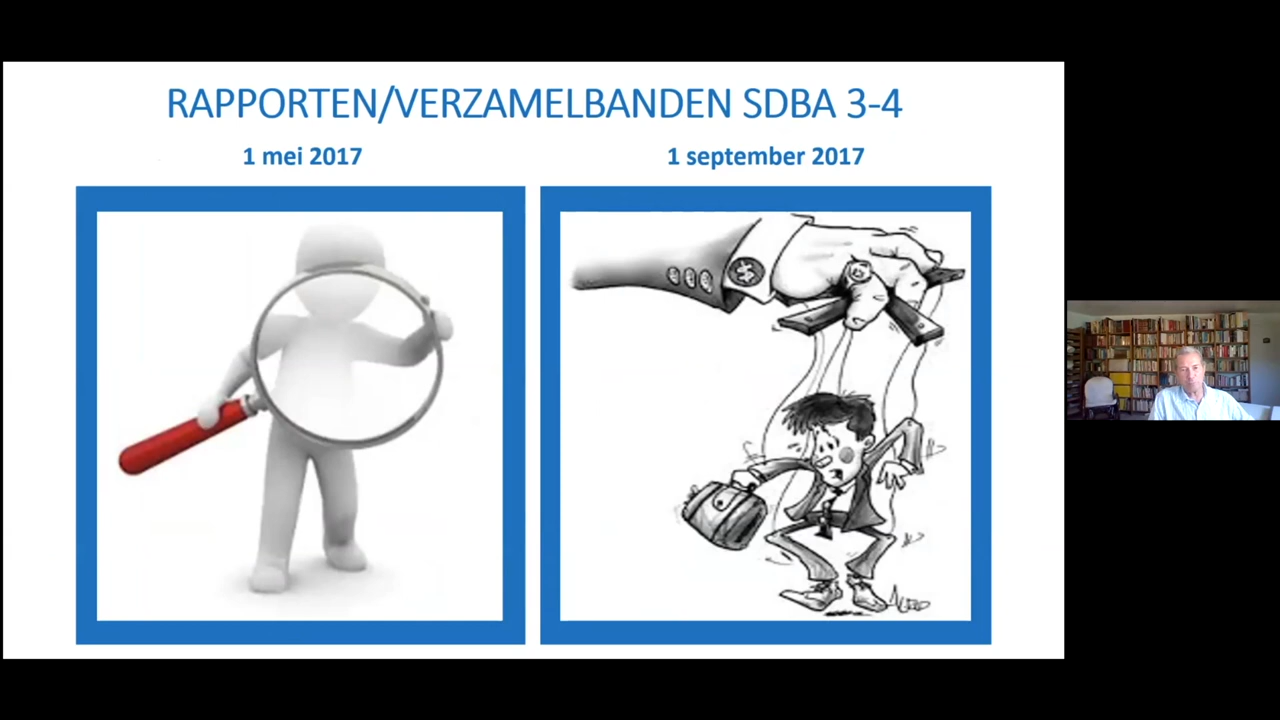 RAPPORTEN/VERZAMELBANDEN SDBA 3-4
1 mei 2017
1 september 2017
$